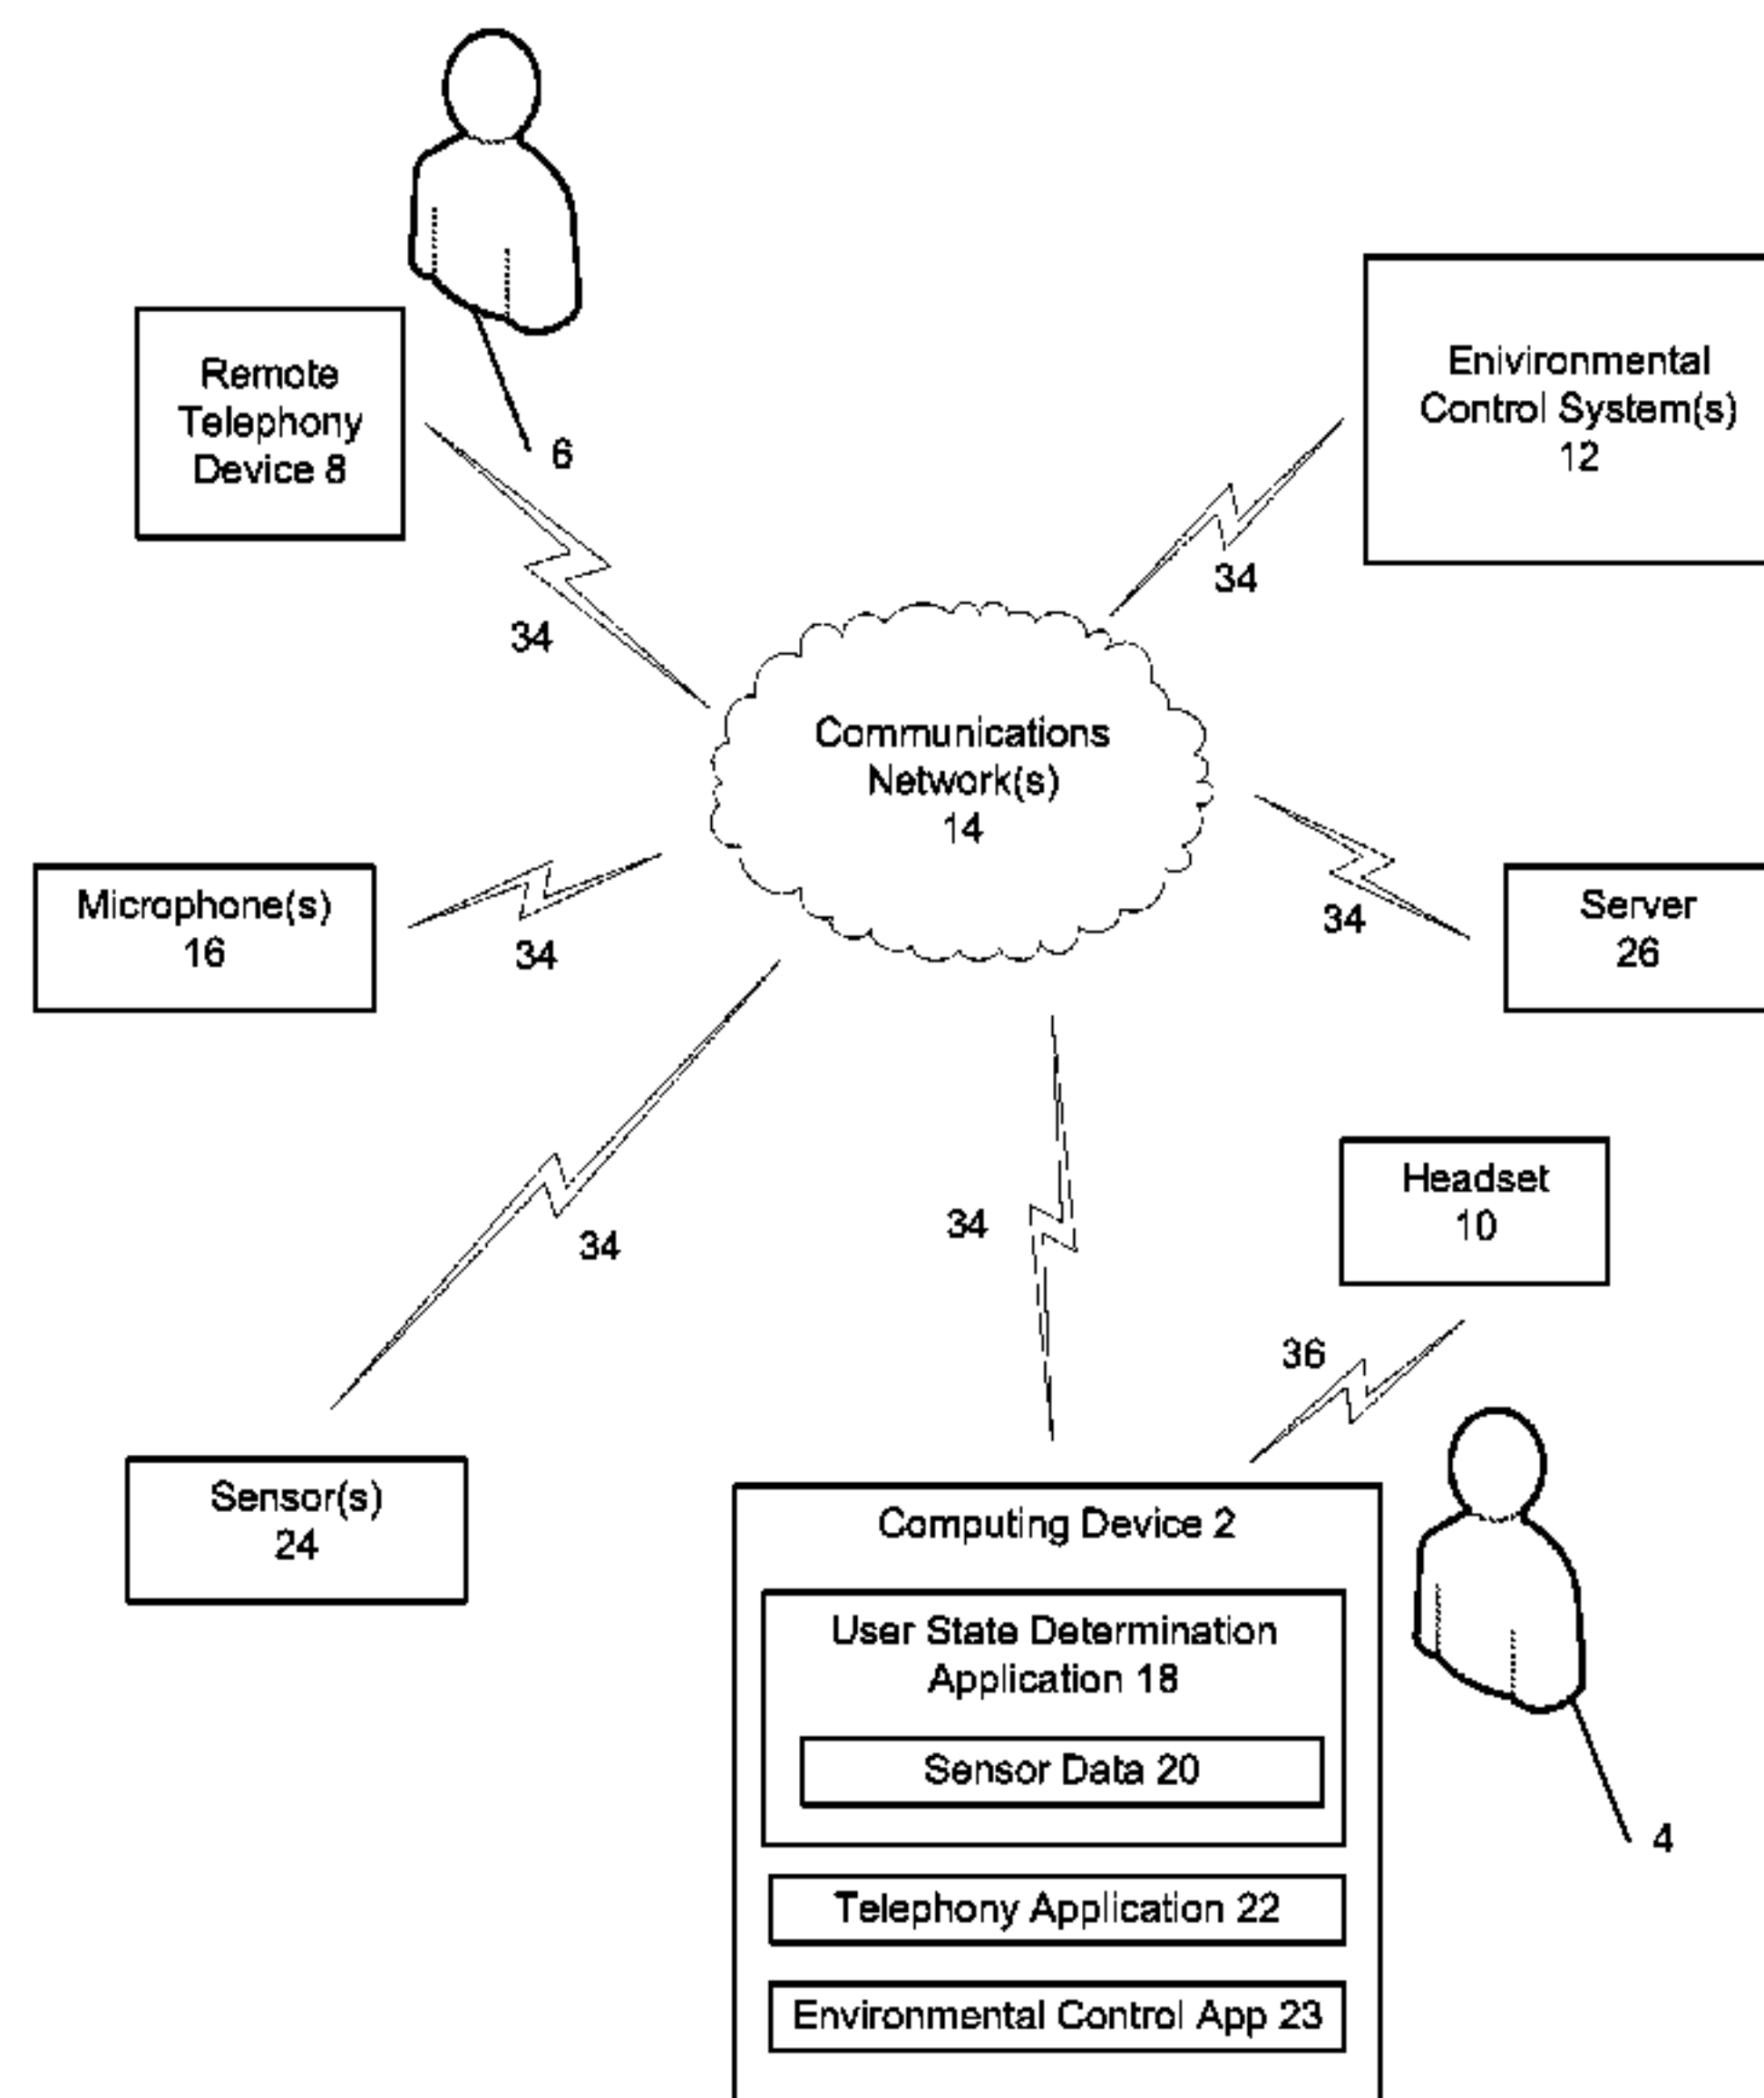 Remote
Telephony
Device 8
6
Enivironmental
Control System(s)
12
34
34
Communications
Network(s)
14
Microphone(s)
16
34
34
Server
26
34
34
Headset
10
36
Sensor(s)
24
Computing Device 2
User State Determination
Application 18
Sensor Data 20
4
Telephony Application 22
Environmental Control App 23